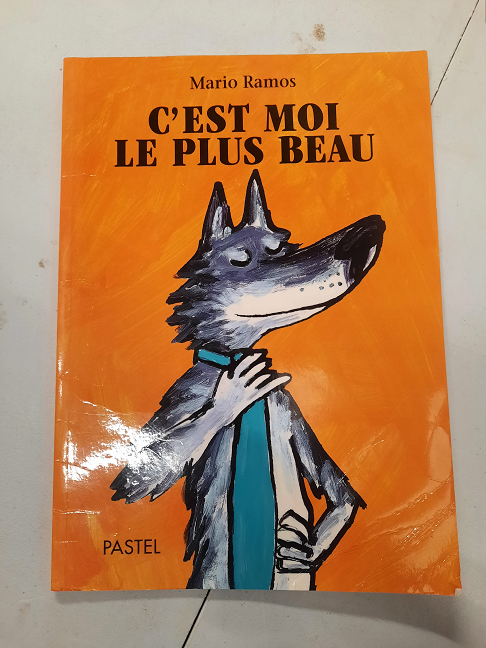 Mario Ramos
C'EST MOI
LE PLUS BEAU
PASTEL